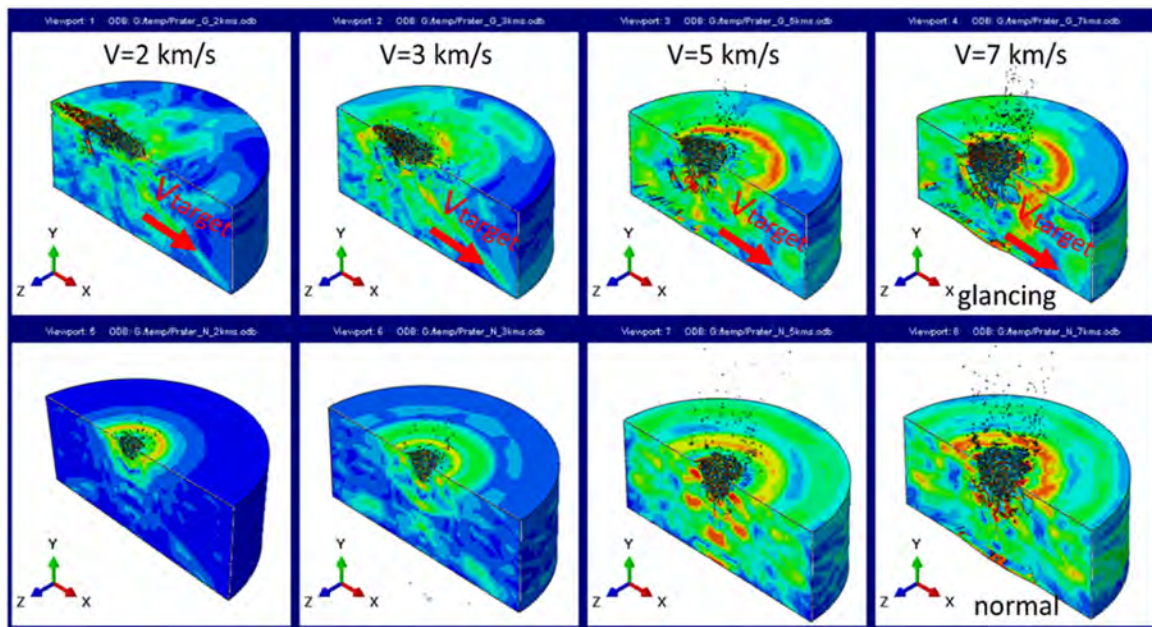 Viewport: 1 ODB: G:/temp/Prater_G_2kms.odb
Viewport: 2 ODB: G:/temp/Prater_G_3kms.odb
Viewport: 3 ODB: G:/temp/Prater_G_5kms.odb
Viewport: 4 ODB: G:/temp/Prater_G_7kms.odb
V=2 km/s
V=3 km/s
V=5 km/s
V=7 km/s
Vtarget
Vtarget
Vtarget
Vtarget
Y
Z
X
Y
Z
X
Y
Z
X
Y
Z
X
glancing
Viewport: 5 ODB: G:/temp/Prater_N_2kms.odb
Viewport: 6 ODB: G:/temp/Prater_N_3kms.odb
Viewport: 7 ODB: G:/temp/Prater_N_5kms.odb
Viewport: 8 ODB: G:/temp/Prater_N_7kms.odb
Y
Z
X
Y
Z
X
Y
Z
X
Y
Z
X
normal